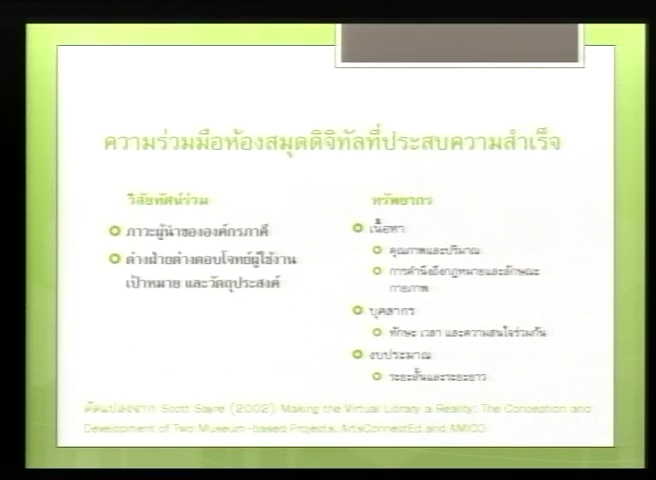 ความร่วมมือห้องสมุดดิจิทัลที่ประสบความสำเร็จ
วิสัยทัศน์ร่วม
ภาวะผู้นำขององค์กรภาคี
ต่างฝ่ายต่างตอบโจทย์ผู้ใช้งาน
เป้าหมาย และวัตถุประสงค์
ทรัพยากร
เนื้อหา
คุณภาพและปริมาณ
การคำนึงถึงกฎหมายและลักษณะ
กายภาพ
บุคลากร
ทักษะ เวลา และความสนใจร่วมกัน
งบประมาณ
ระยะสั้นและระยะยาว
ดัดแปลงจาก Scott Sayre (2002) Making the Virtual Library a Reality: The Conception and
Development of Two Museum-based Projects, ArtsConnectEd and AMICO